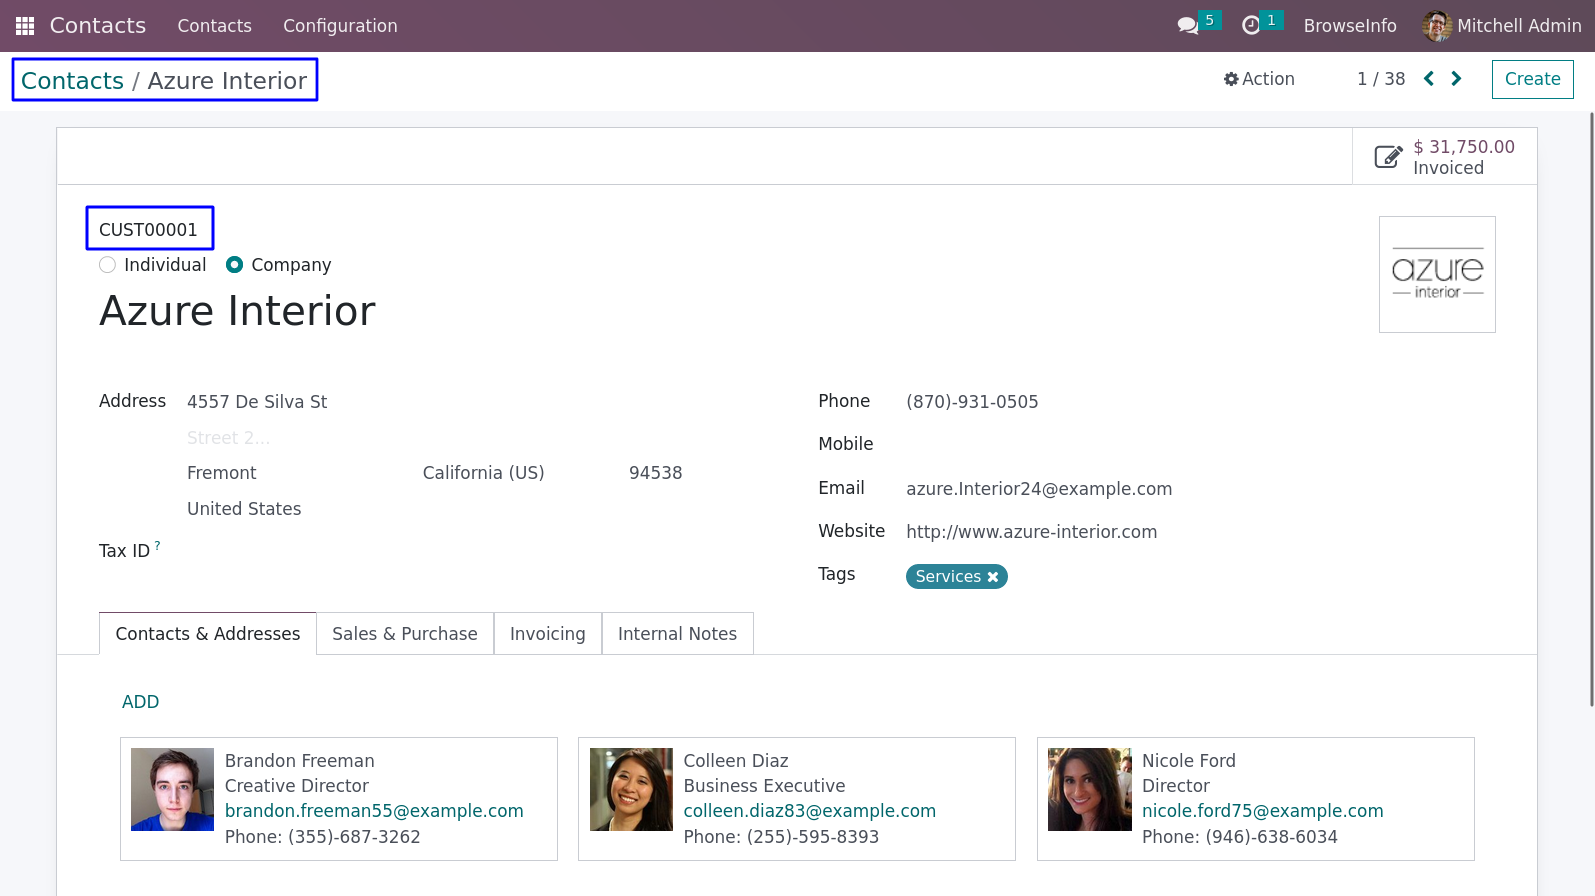 Contacts Contacts Configuration 5 1 BrowseInfo Mitchell Admin
Contacts / Azure Interior Action 1 / 38 Create
$ 31,750.00
Invoiced
CUST00001
Individual Company
Azure Interior
azure
interior
Address 4557 De Silva St Phone (870)-931-0505
Street 2... Mobile
Fremont California (US) 94538
Email azure.Interior24@example.com
United States
Website http://www.azure-interior.com
Tax ID ?
Tags Services
Contacts & Addresses Sales & Purchase Invoicing Internal Notes
ADD
Brandon Freeman
Creative Director
brandon.freeman55@example.com
Phone: (355)-687-3262
Colleen Diaz
Business Executive
colleen.diaz83@example.com
Phone: (255)-595-8393
Nicole Ford
Director
nicole.ford75@example.com
Phone: (946)-638-6034